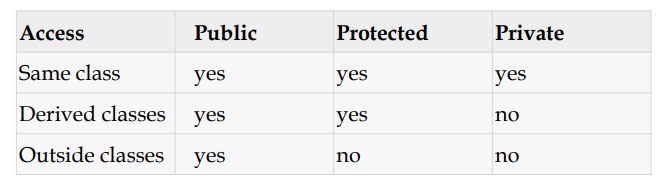 Access Public Protected Private
Same class yes yes yes
Derived classes yes yes no
Outside classes yes no no